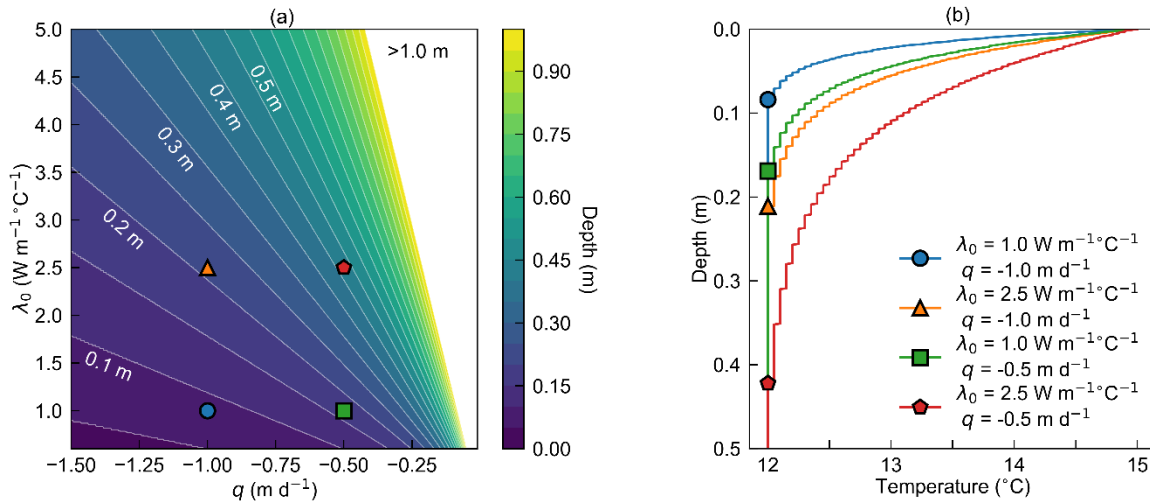 (a)
>1.0 m
0.5 m
0.4 m
0.3 m
0.2 m
0.1 m
5.0
4.5
4.0
3.5
3.0
2.5
2.0
1.5
1.0
λ₀ (W m⁻¹ °C⁻¹)
−1.50
−1.25
−1.00
−0.75
−0.50
−0.25
q (m d⁻¹)
0.90
0.75
0.60
0.45
0.30
0.15
0.00
Depth (m)
(b)
0.0
0.1
0.2
0.3
0.4
0.5
Depth (m)
λ₀ = 1.0 W m⁻¹°C⁻¹
q = -1.0 m d⁻¹
λ₀ = 2.5 W m⁻¹°C⁻¹
q = -1.0 m d⁻¹
λ₀ = 1.0 W m⁻¹°C⁻¹
q = -0.5 m d⁻¹
λ₀ = 2.5 W m⁻¹°C⁻¹
q = -0.5 m d⁻¹
12
13
14
15
Temperature (°C)